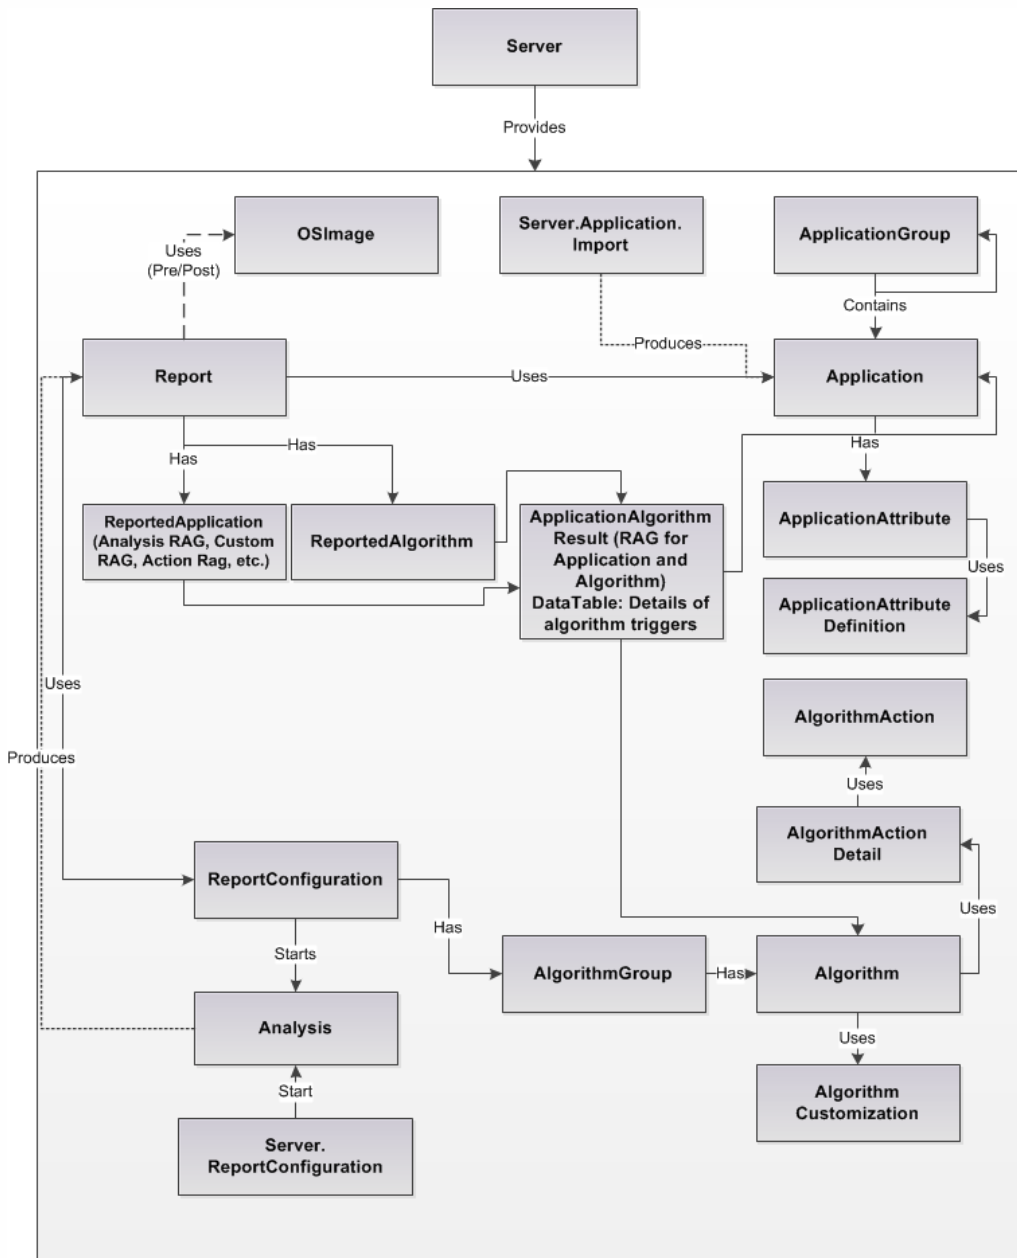 Server
Provides
OSImage
Server.Application.
Import
ApplicationGroup
Uses
(Pre/Post)
Contains
Produces
Report
Uses
Application
Has
Has
Has
ReportedApplication
(Analysis RAG, Custom
RAG, Action Rag, etc.)
ReportedAlgorithm
ApplicationAlgorithm
Result (RAG for
Application and
Algorithm)
DataTable: Details of
algorithm triggers
ApplicationAttribute
Uses
ApplicationAttribute
Definition
Uses
AlgorithmAction
Produces
Uses
AlgorithmAction
Detail
ReportConfiguration
Uses
Has
Starts
AlgorithmGroup
Has
Algorithm
Analysis
Uses
Start
Algorithm
Customization
Server.
ReportConfiguration